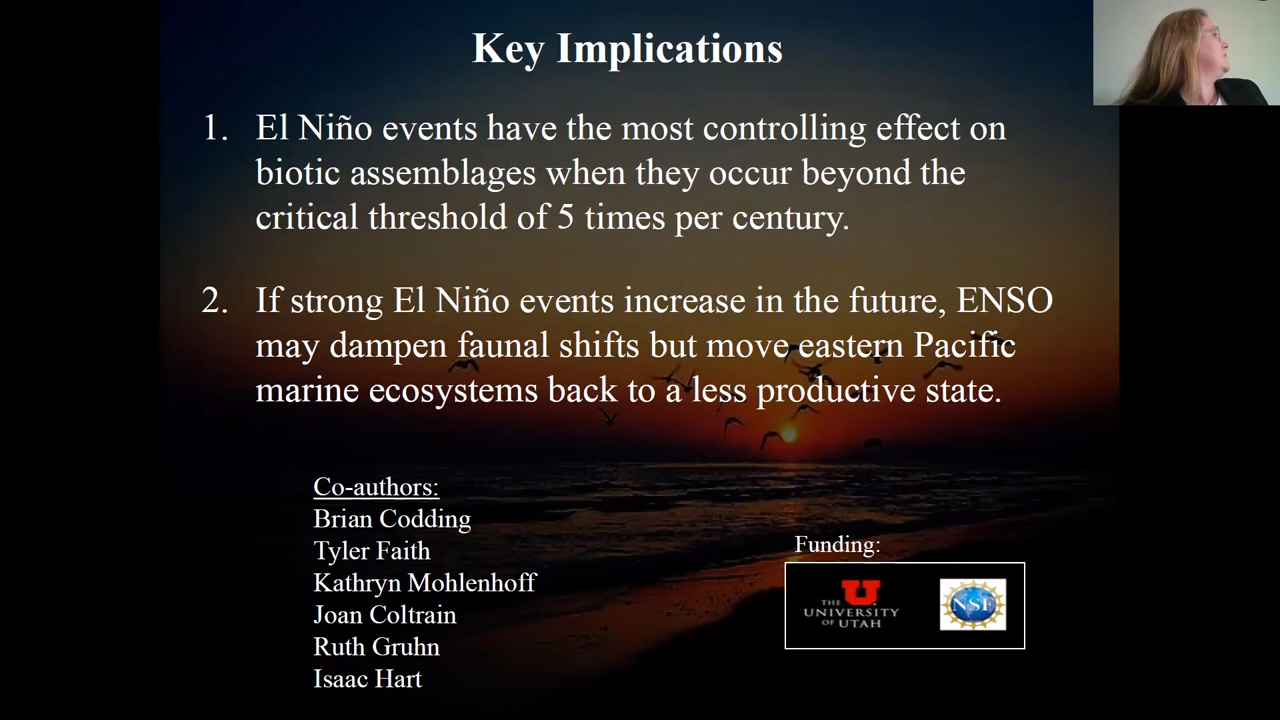 Key Implications
1. El Niño events have the most controlling effect on
biotic assemblages when they occur beyond the
critical threshold of 5 times per century.
2. If strong El Niño events increase in the future, ENSO
may dampen faunal shifts but move eastern Pacific
marine ecosystems back to a less productive state.
Co-authors:
Brian Codding
Tyler Faith
Kathryn Mohlenhoff
Joan Coltrain
Ruth Gruhn
Isaac Hart
Funding:
THE
UNIVERSITY
OF UTAH
NSF